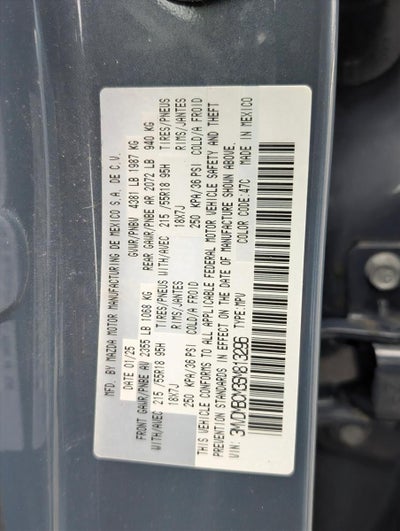 MFD. BY MAZDA MOTOR MANUFACTURING DE MEXICO S.A. DE C.V.
DATE 01/25 GVWR/PNBV 4381 LB 1987 KG
FRONT GAWR/PNBE AV 2355 LB 1068 KG REAR GAWR/PNBE AR 2072 LB 940 KG
WITH/AVEC 215 /55R18 95H TIRES/PNEUS WITH/AVEC 215 /55R18 95H TIRES/PNEUS
18X7J RIMS/JANTES 18X7J RIMS/JANTES
250 KPA/36 PSI COLD/A FROID 250 KPA/36 PSI COLD/A FROID
THIS VEHICLE CONFORMS TO ALL APPLICABLE FEDERAL MOTOR VEHICLE SAFETY AND THEFT
PREVENTION STANDARDS IN EFFECT ON THE DATE OF MANUFACTURE SHOWN ABOVE.
VIN: TYPE:MPV COLOR CODE:47C MADE IN MEXICO